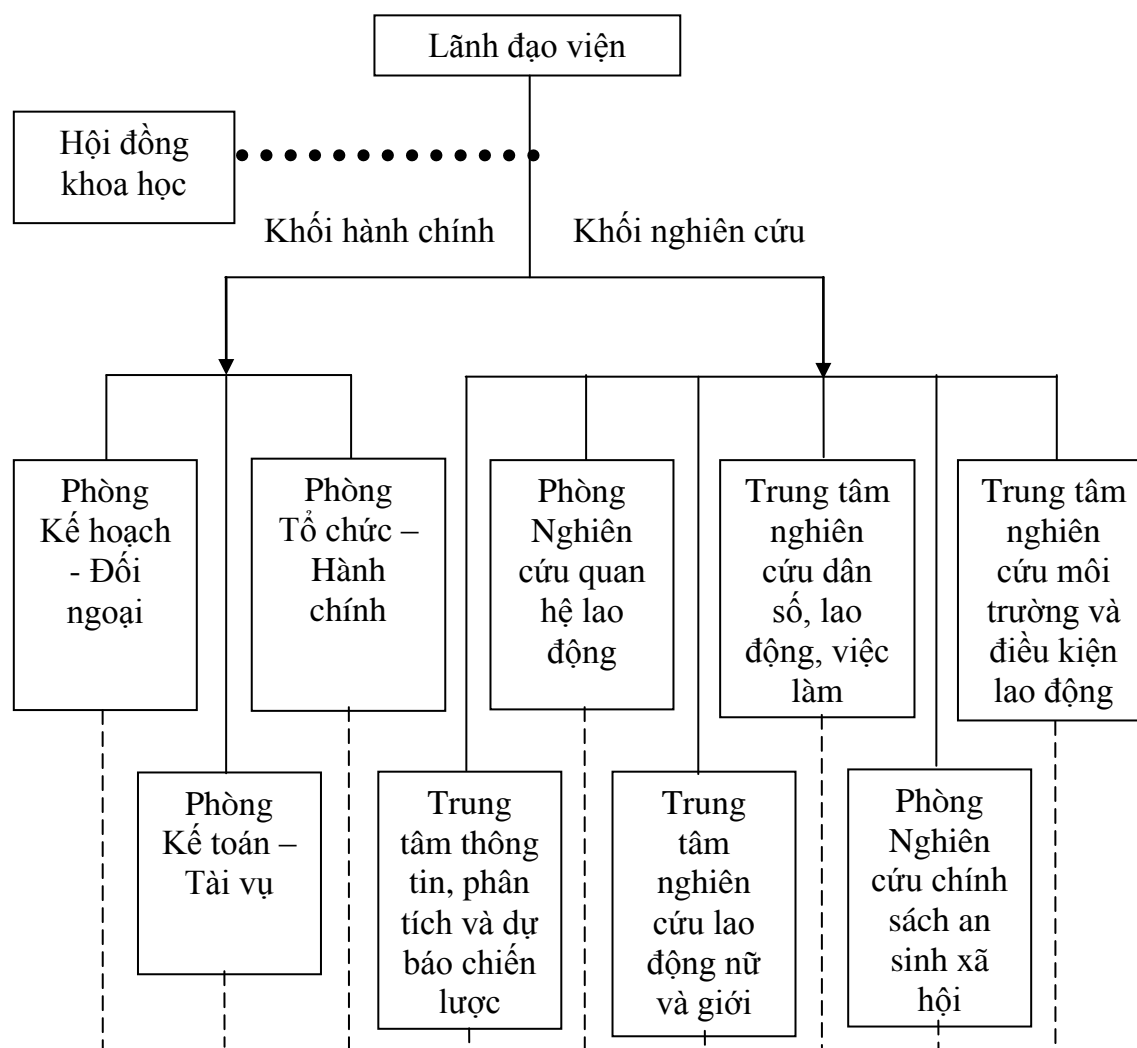 Lãnh đạo viện
Hội đồng
khoa học
Khối hành chính
Khối nghiên cứu
Phòng
Kế hoạch
- Đối
ngoại
Phòng
Tổ chức –
Hành
chính
Phòng
Nghiên
cứu quan
hệ lao
động
Trung tâm
nghiên
cứu dân
số, lao
động, việc
làm
Trung tâm
nghiên
cứu môi
trường và
điều kiện
lao động
Phòng
Kế toán –
Tài vụ
Trung
tâm thông
tin, phân
tích và dự
báo chiến
lược
Trung
tâm
nghiên
cứu lao
động nữ
và giới
Phòng
Nghiên
cứu chính
sách an
sinh xã
hội